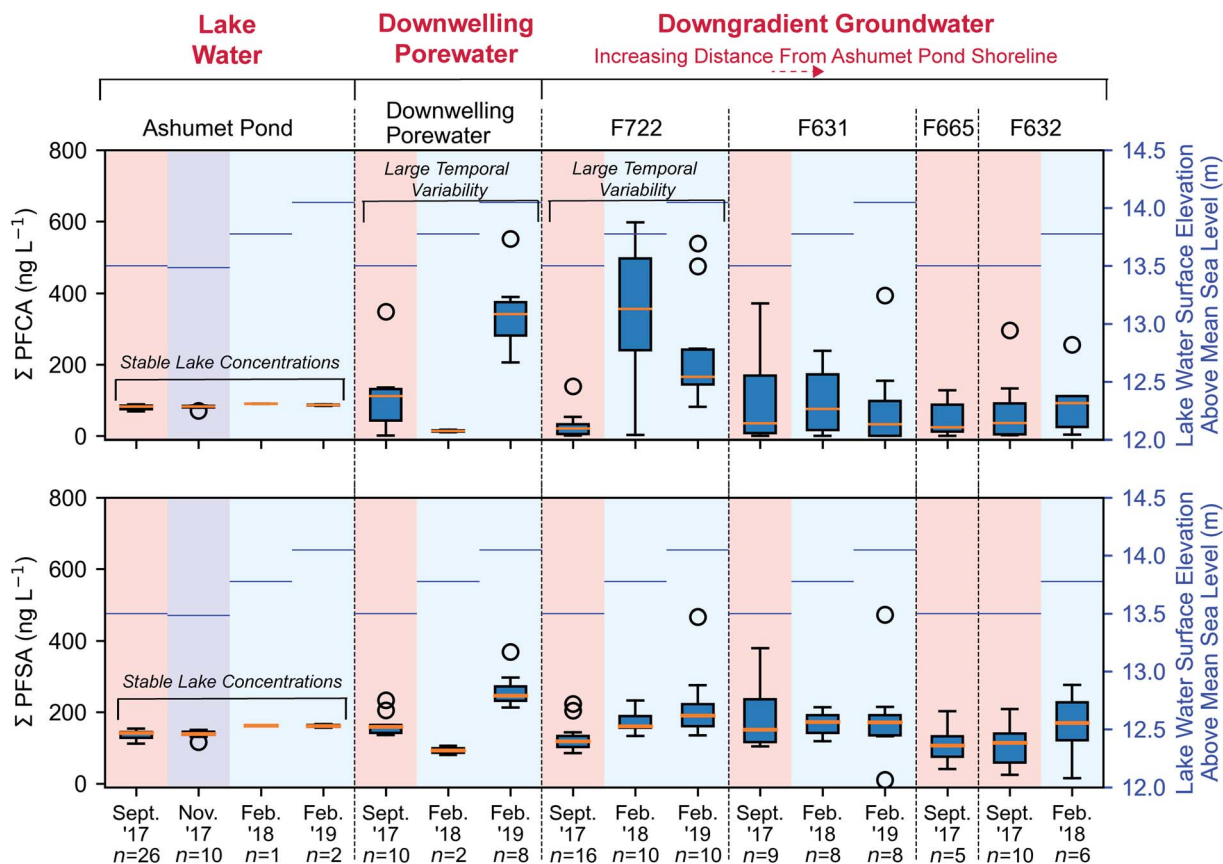 Lake Water
Downwelling Porewater
Downgradient Groundwater
Increasing Distance From Ashumet Pond Shoreline
Ashumet Pond
Downwelling Porewater
F722
F631
F665
F632
Σ PFCA (ng L⁻¹)
800
600
400
200
0
Stable Lake Concentrations
Large Temporal Variability
Large Temporal Variability
14.5
14.0
13.5
13.0
12.5
12.0
Lake Water Surface Elevation
Above Mean Sea Level (m)
Σ PFSA (ng L⁻¹)
800
600
400
200
0
Stable Lake Concentrations
14.5
14.0
13.5
13.0
12.5
12.0
Lake Water Surface Elevation
Above Mean Sea Level (m)
Sept. Nov. Feb. Feb. Sept. Feb. Feb. Sept. Feb. Feb. Sept. Feb. Feb. Sept. Sept. Feb.
'17 '17 '18 '19 '17 '18 '19 '17 '18 '19 '17 '18 '19 '17 '17 '18
n=26 n=10 n=1 n=2 n=10 n=2 n=8 n=16 n=10 n=10 n=9 n=8 n=8 n=5 n=10 n=6